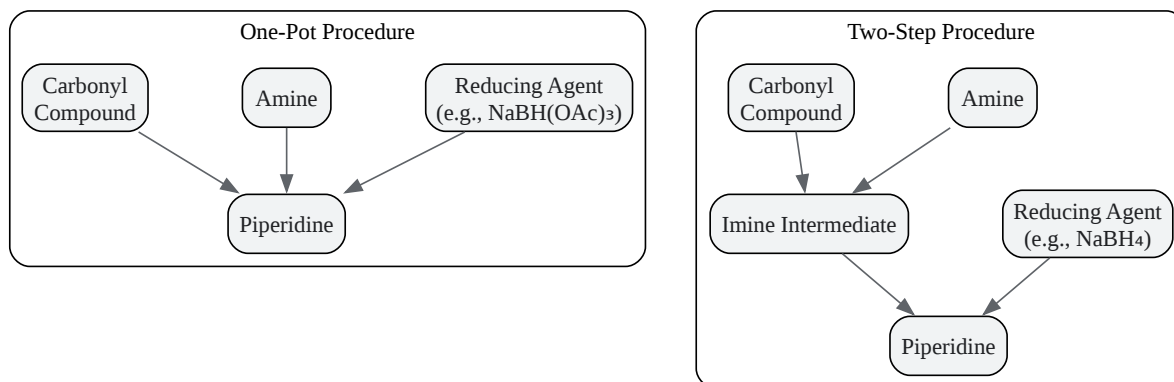 One-Pot Procedure
Carbonyl
Compound
Amine
Reducing Agent
(e.g., NaBH(OAc)₃)
Piperidine
Two-Step Procedure
Carbonyl
Compound
Amine
Imine Intermediate
Reducing Agent
(e.g., NaBH₄)
Piperidine